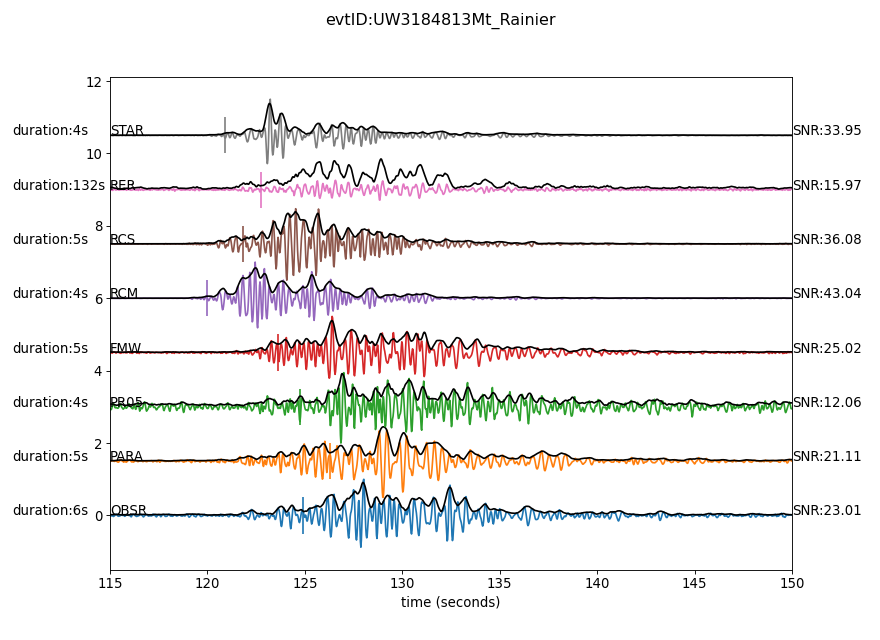 evtID:UW3184813Mt_Rainier
12
duration:4s STAR SNR:33.95
10
duration:132s RER SNR:15.97
8
duration:5s RCS SNR:36.08
duration:4s RCM SNR:43.04
6
duration:5s FMW SNR:25.02
4
duration:4s PR05 SNR:12.06
2
duration:5s PARA SNR:21.11
duration:6s OBSR SNR:23.01
0
115 120 125 130 135 140 145 150
time (seconds)